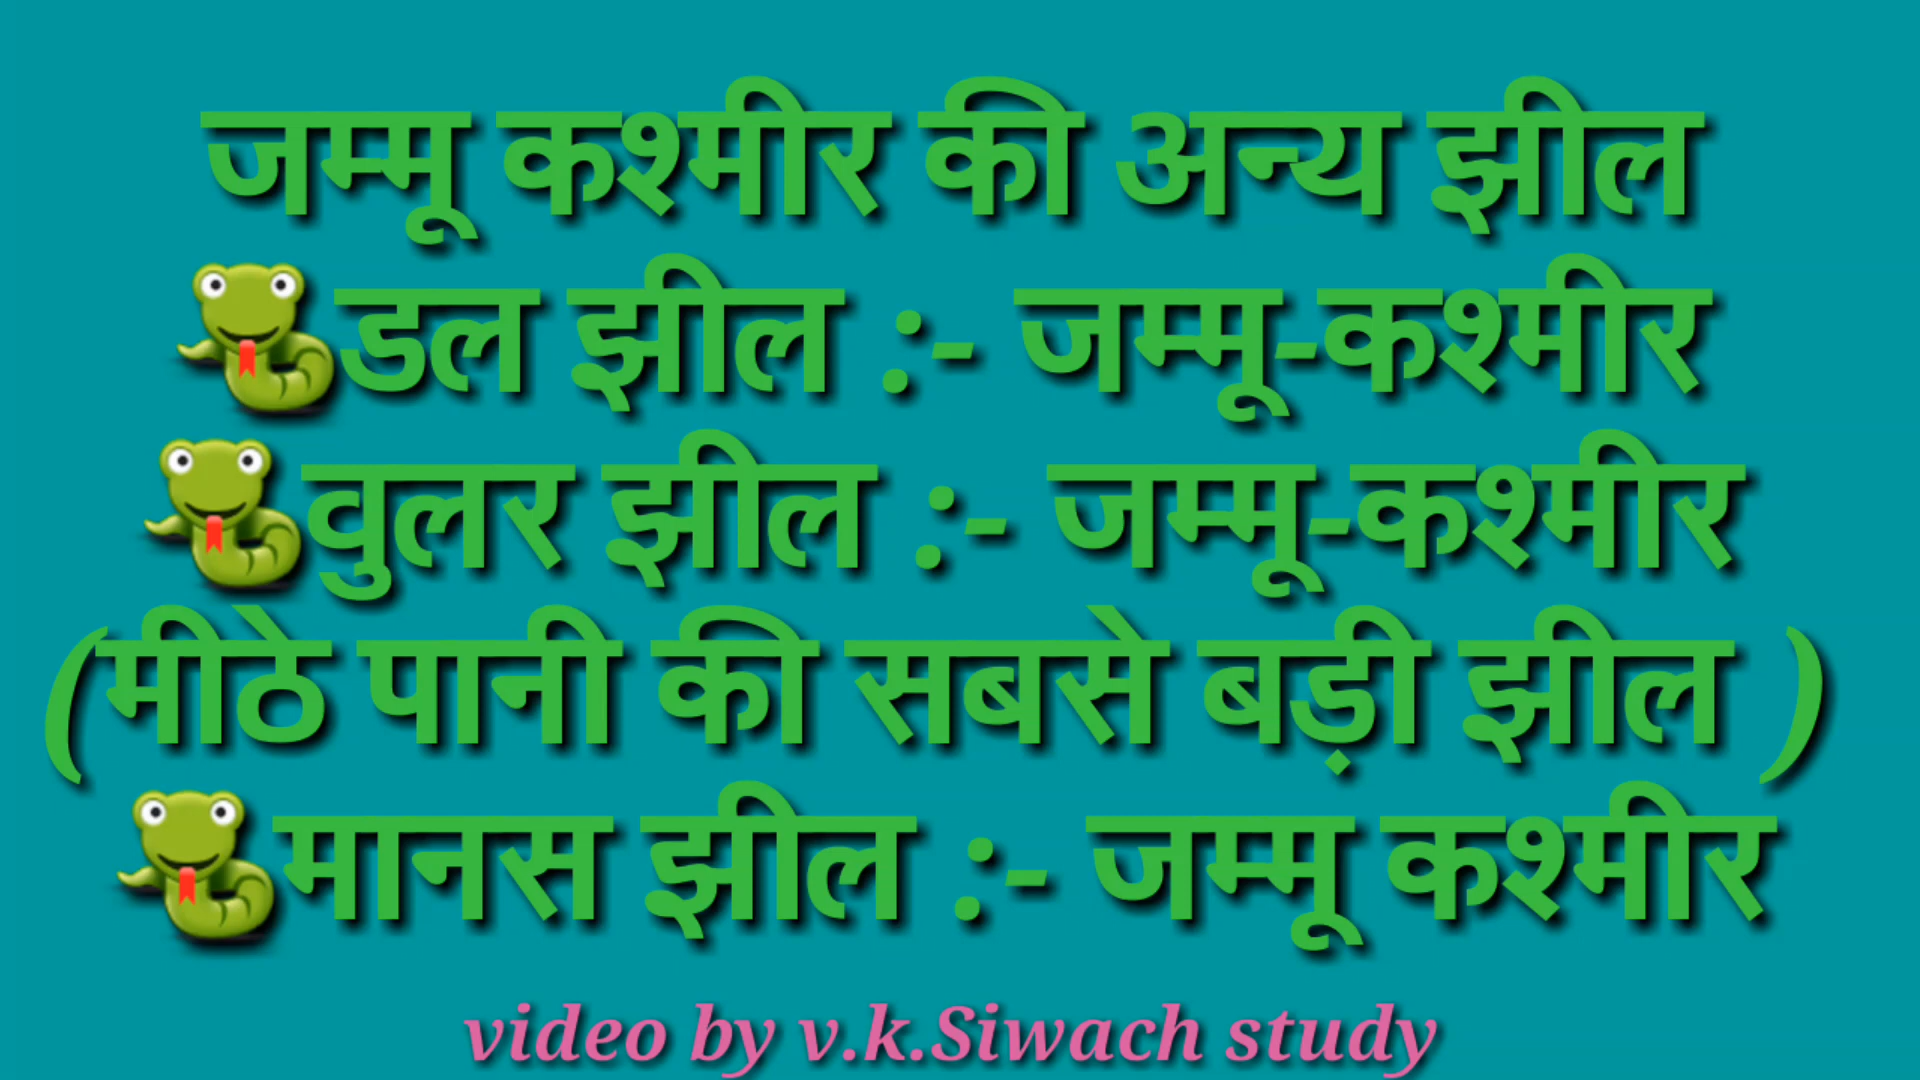 जम्मू कश्मीर की अन्य झील
🐍डल झील :- जम्मू-कश्मीर
🐍वुलर झील :- जम्मू-कश्मीर
(मीठे पानी की सबसे बड़ी झील )
🐍मानस झील :- जम्मू कश्मीर
video by v.k.Siwach study